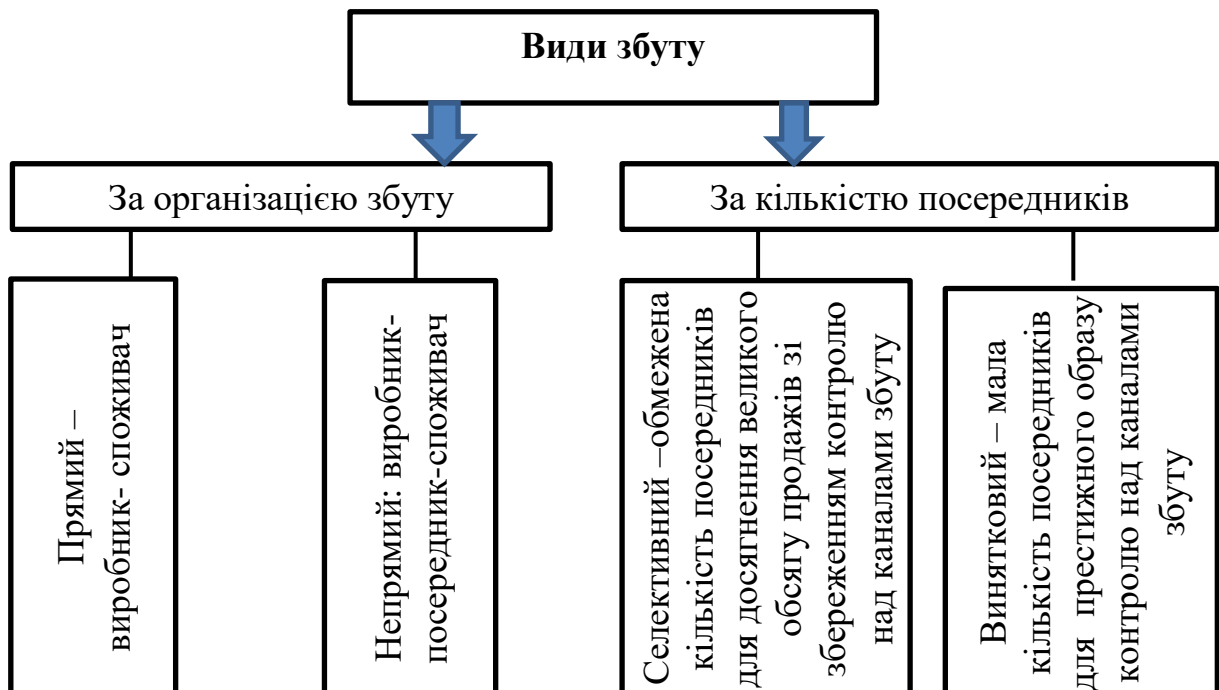 Види збуту
За організацією збуту
За кількістю посередників
Прямий –
виробник- споживач
Непрямий: виробник-
посередник-споживач
Селективний –обмежена
кількість посередників
для досягнення великого
обсягу продажів зі
збереженням контролю
над каналами збуту
Винятковий – мала
кількість посередників
для престижного образу
контролю над каналами
збуту